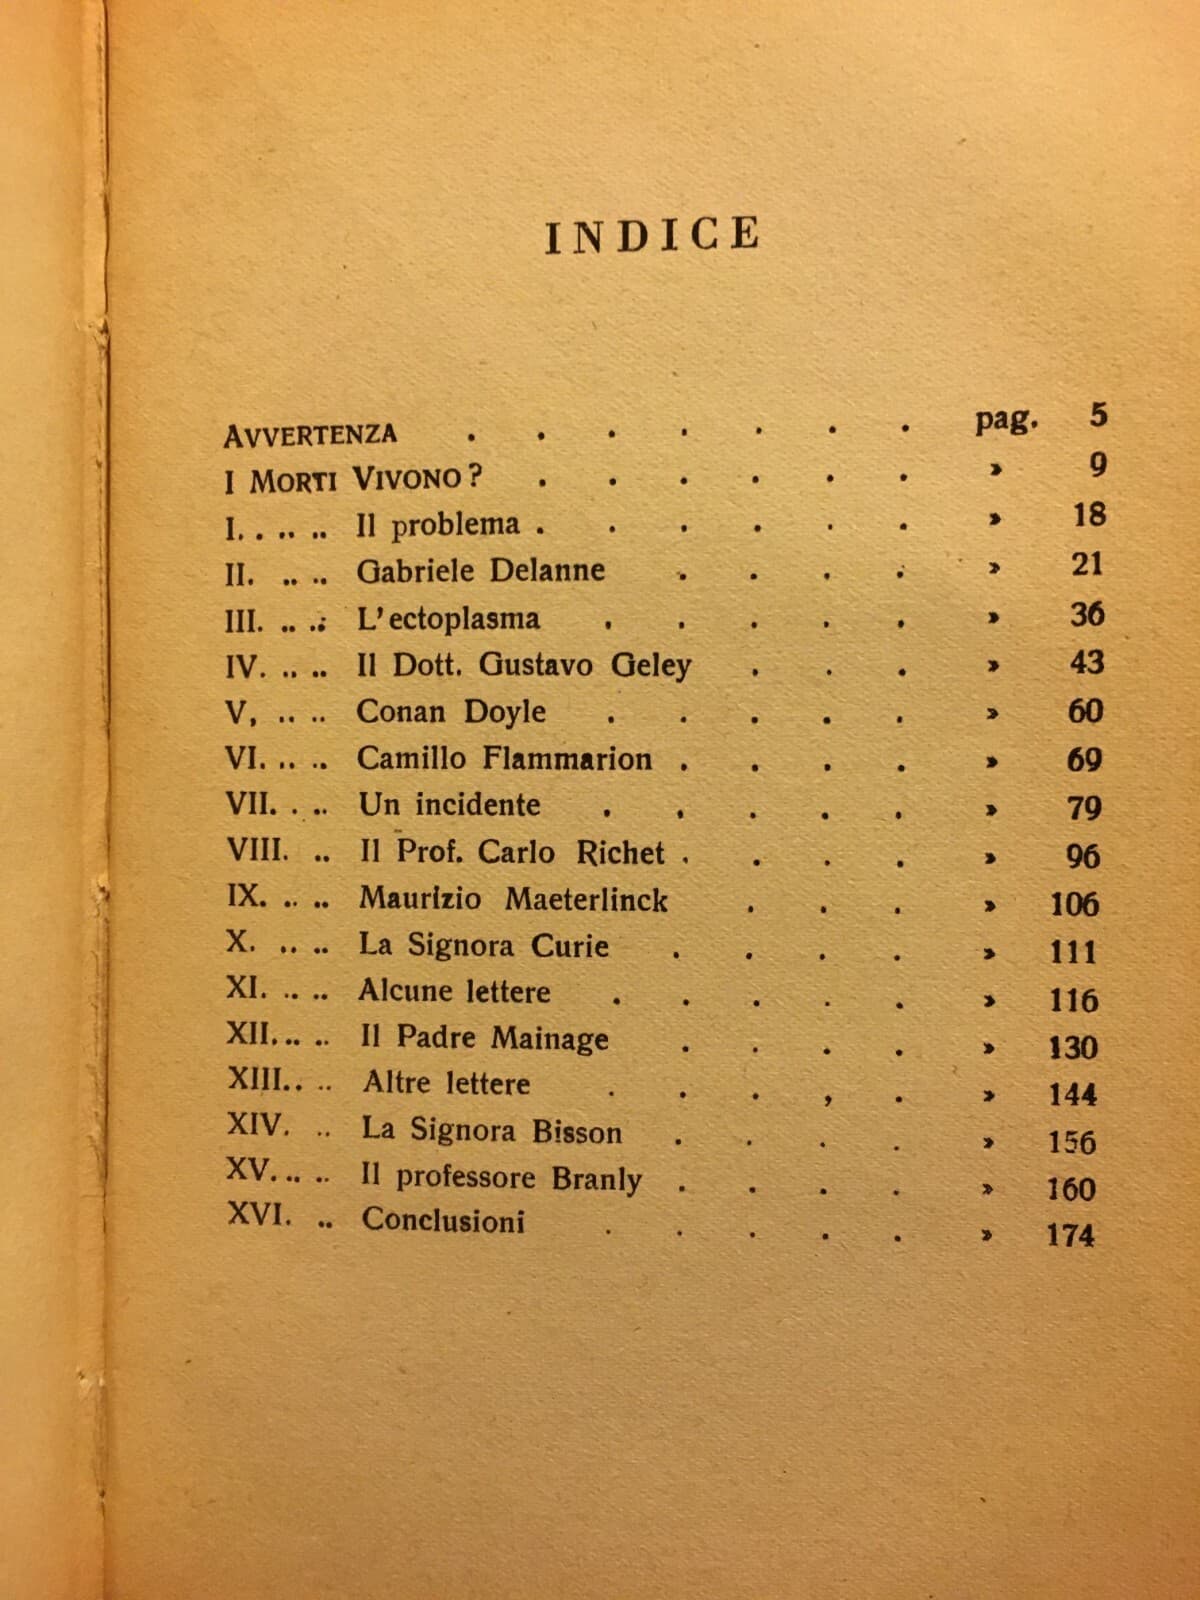 INDICE
AVVERTENZA . . . . . . . pag. 5
I MORTI VIVONO? . . . . . . » 9
I. . .. .. Il problema . . . . . . » 18
II. .. .. Gabriele Delanne . . . . » 21
III. .. .: L'ectoplasma . . . . . » 36
IV. .. .. Il Dott. Gustavo Geley . . . » 43
V, .. .. Conan Doyle . . . . . » 60
VI. .. .. Camillo Flammarion . . . . » 69
VII. . .. Un incidente . . . . . » 79
VIII. .. Il Prof. Carlo Richet . . . . » 96
IX. .. .. Maurizio Maeterlinck . . . » 106
X. .. .. La Signora Curie . . . . » 111
XI. .. .. Alcune lettere . . . . . » 116
XII. .. .. Il Padre Mainage . . . . » 130
XIII. . .. Altre lettere . . . , . » 144
XIV. .. La Signora Bisson . . . . » 156
XV. .. .. Il professore Branly . . . . » 160
XVI. .. Conclusioni . . . . . » 174